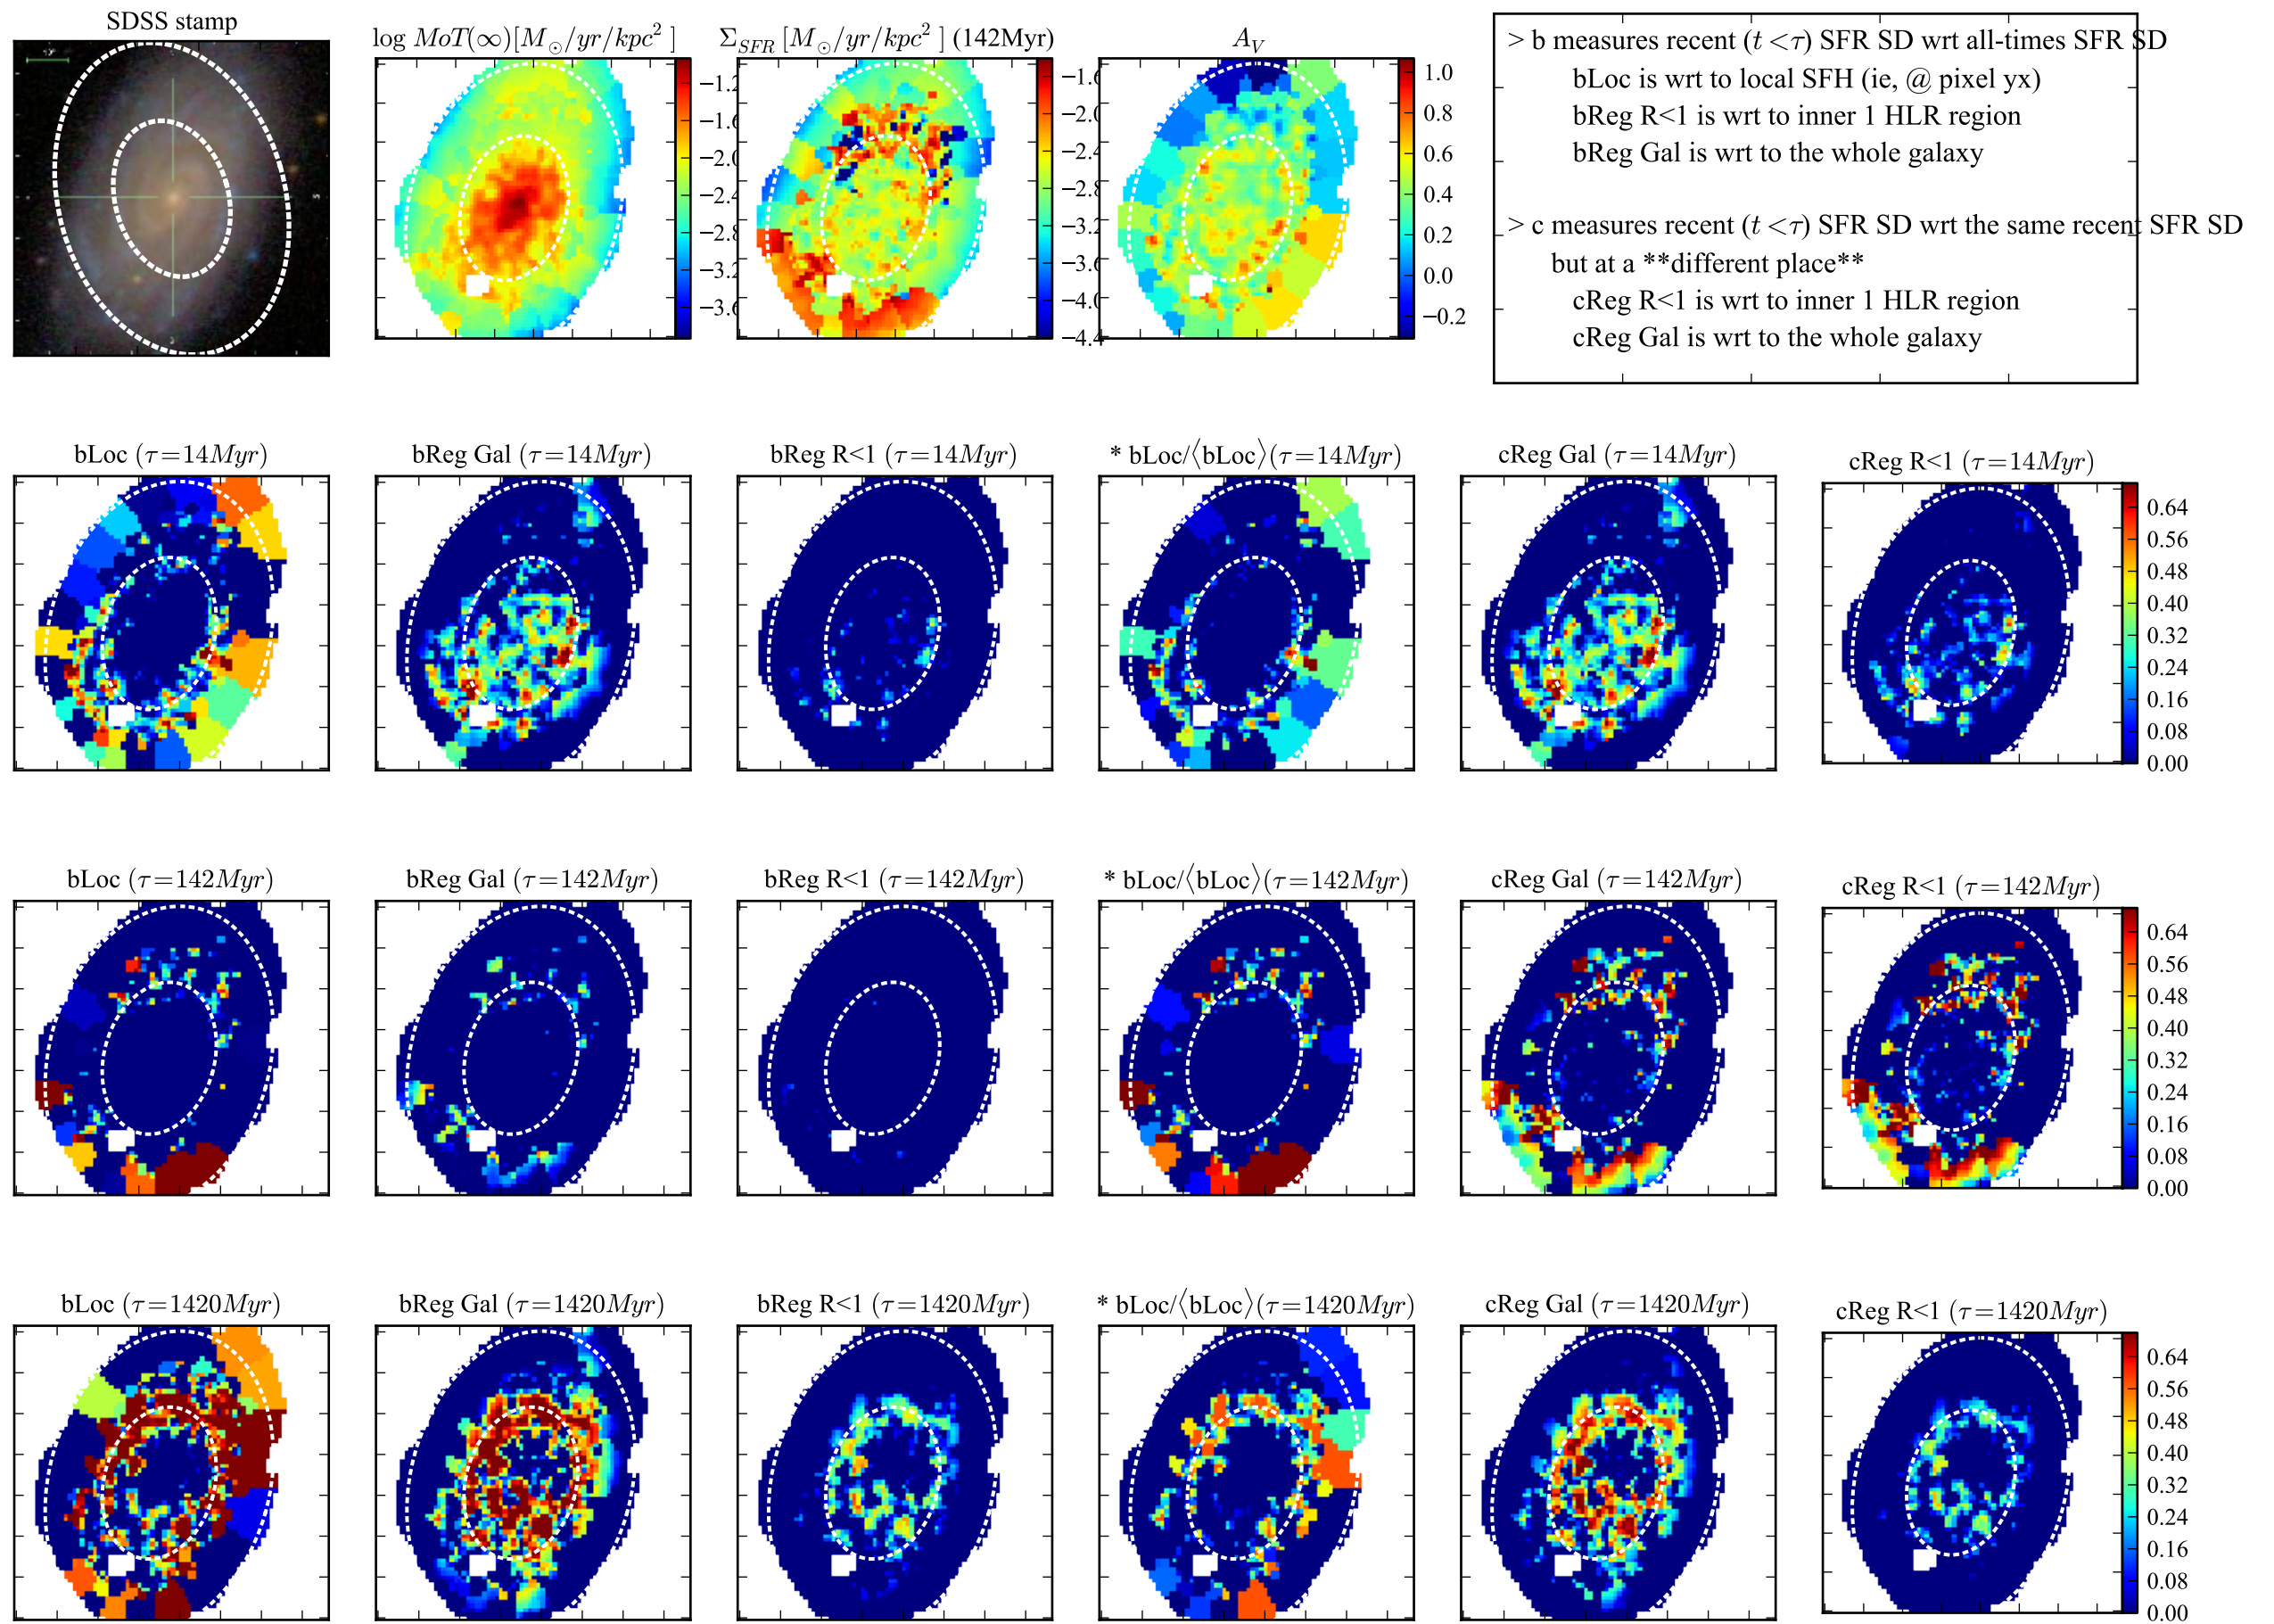 SDSS stamp
log MoT(∞)[M⊙/yr/kpc² ]
Σ_SFR [M⊙/yr/kpc² ] (142Myr)
A_V
−1.2
−1.6
−2.0
−2.4
−2.8
−3.2
−3.6
−1.6
−2.0
−2.4
−2.8
−3.2
−3.6
−4.0
−4.4
1.0
0.8
0.6
0.4
0.2
0.0
−0.2
> b measures recent (t <τ) SFR SD wrt all-times SFR SD
bLoc is wrt to local SFH (ie, @ pixel yx)
bReg R<1 is wrt to inner 1 HLR region
bReg Gal is wrt to the whole galaxy
> c measures recent (t <τ) SFR SD wrt the same recent SFR SD
but at a **different place**
cReg R<1 is wrt to inner 1 HLR region
cReg Gal is wrt to the whole galaxy
bLoc (τ=14Myr)
bReg Gal (τ=14Myr)
bReg R<1 (τ=14Myr)
* bLoc/⟨bLoc⟩(τ=14Myr)
cReg Gal (τ=14Myr)
cReg R<1 (τ=14Myr)
0.64
0.56
0.48
0.40
0.32
0.24
0.16
0.08
0.00
bLoc (τ=142Myr)
bReg Gal (τ=142Myr)
bReg R<1 (τ=142Myr)
* bLoc/⟨bLoc⟩(τ=142Myr)
cReg Gal (τ=142Myr)
cReg R<1 (τ=142Myr)
0.64
0.56
0.48
0.40
0.32
0.24
0.16
0.08
0.00
bLoc (τ=1420Myr)
bReg Gal (τ=1420Myr)
bReg R<1 (τ=1420Myr)
* bLoc/⟨bLoc⟩(τ=1420Myr)
cReg Gal (τ=1420Myr)
cReg R<1 (τ=1420Myr)
0.64
0.56
0.48
0.40
0.32
0.24
0.16
0.08
0.00